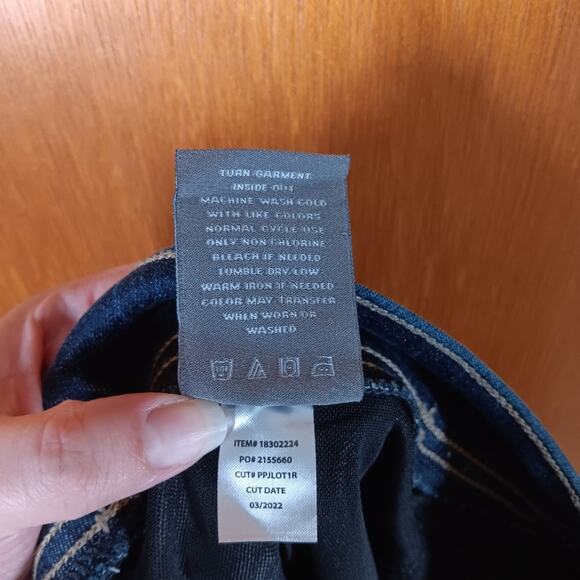 TURN GARMENT
INSIDE OUT
MACHINE WASH COLD
WITH LIKE COLORS
NORMAL CYCLE USE
ONLY NON CHLORINE
BLEACH IF NEEDED
TUMBLE DRY LOW
WARM IRON IF NEEDED
COLOR MAY TRANSFER
WHEN WORN OR
WASHED
ITEM# 18302224
PO# 2155660
CUT# PPJLOT1R
CUT DATE
03/2022